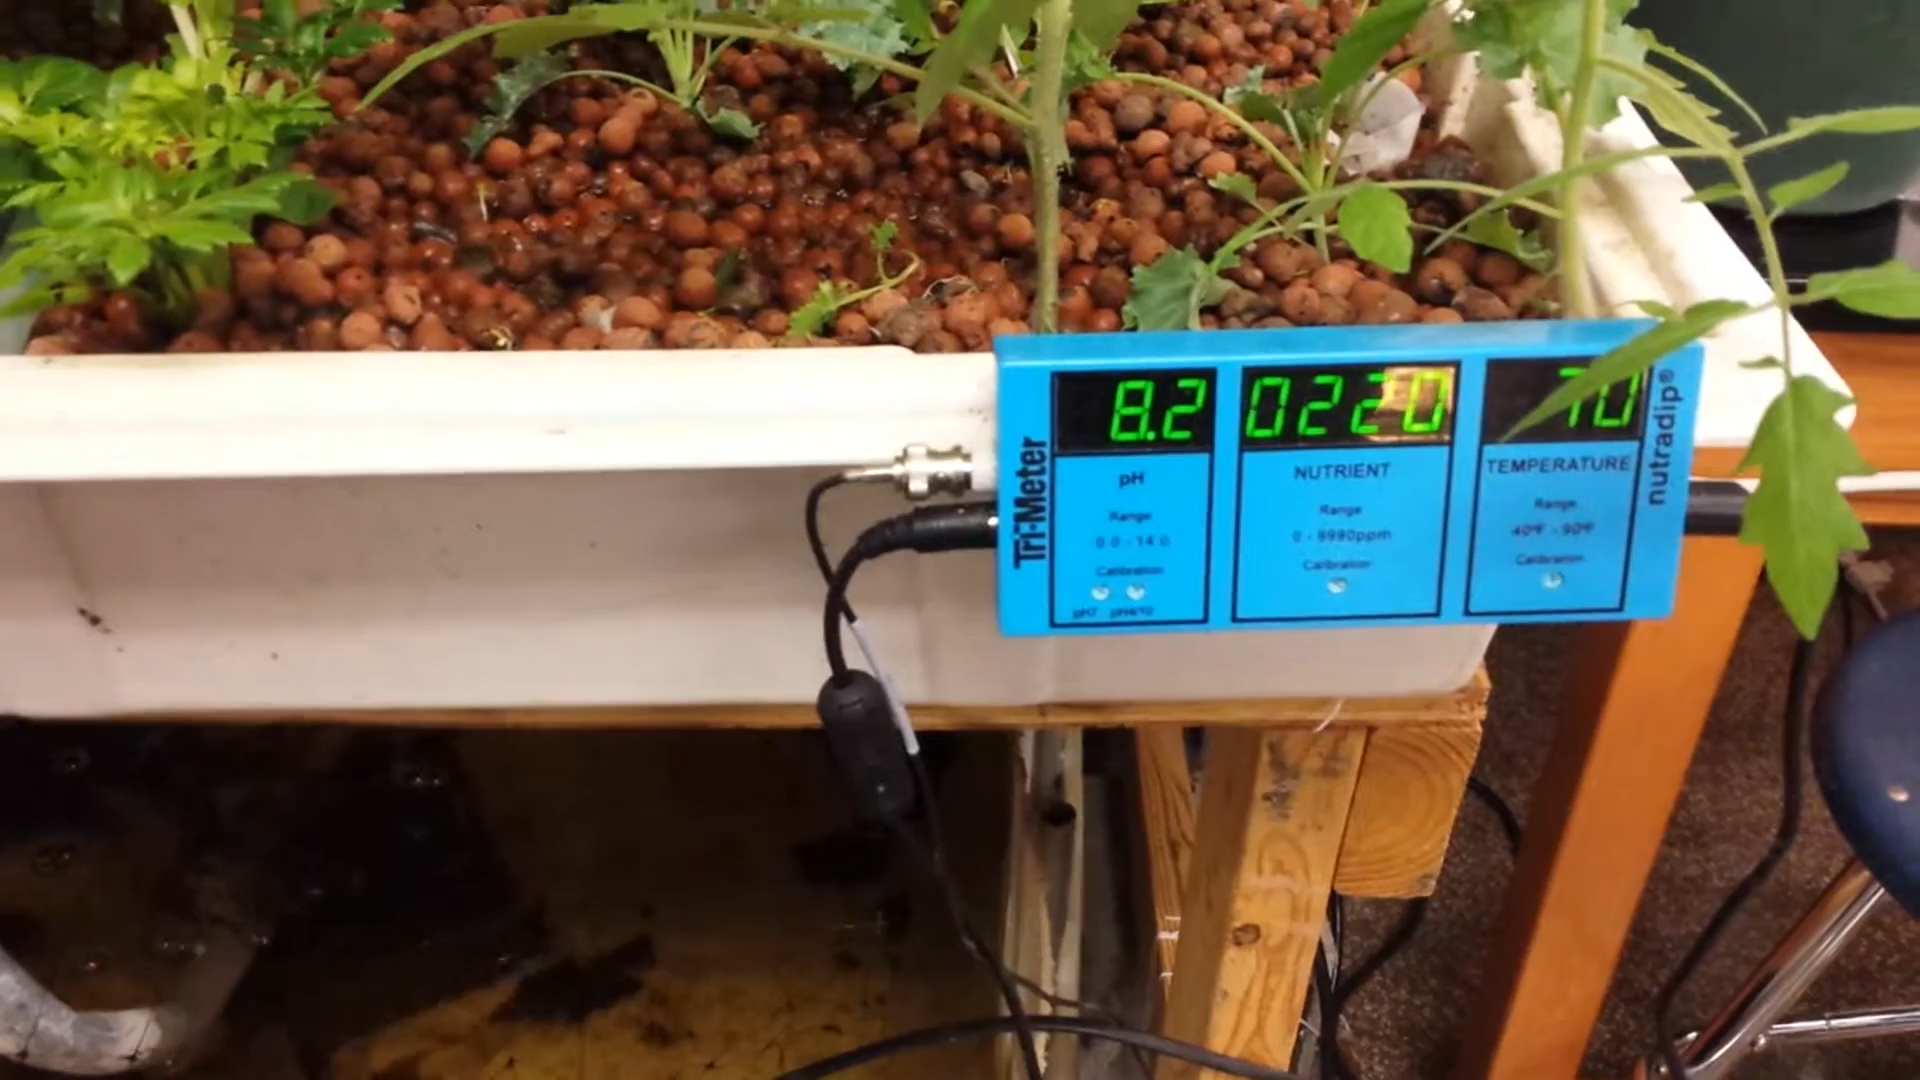 8.2
0220
70
Tri-Meter
pH
Range
0.0 - 14.0
Calibration
pH7 pH4/10
NUTRIENT
Range
0 - 9990ppm
Calibration
TEMPERATURE
Range
40ºF - 90ºF
Calibration
nutradip®